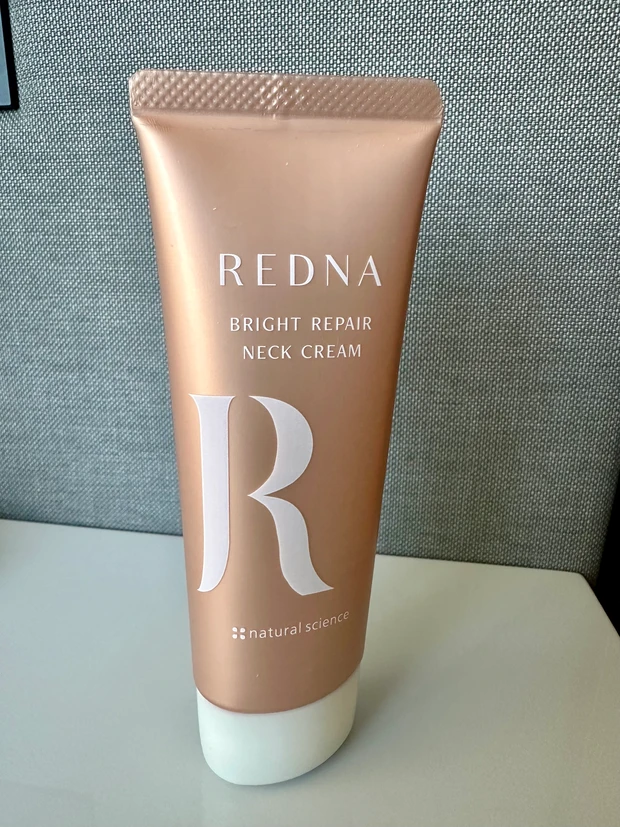 REDNA
BRIGHT REPAIR
NECK CREAM
R
natural science